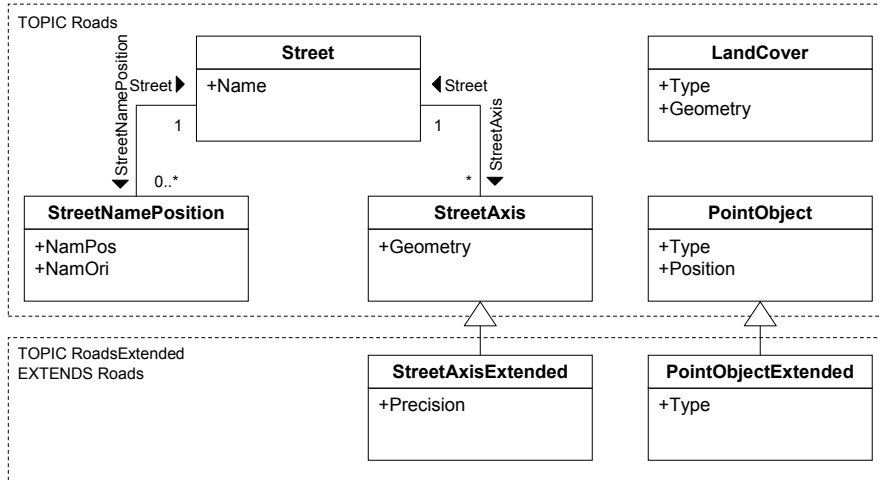 TOPIC Roads
Street
+Name
LandCover
+Type
+Geometry
Street
StreetNamePosition
1
0..*
Street
StreetAxis
1
*
StreetNamePosition
+NamPos
+NamOri
StreetAxis
+Geometry
PointObject
+Type
+Position
TOPIC RoadsExtended
EXTENDS Roads
StreetAxisExtended
+Precision
PointObjectExtended
+Type